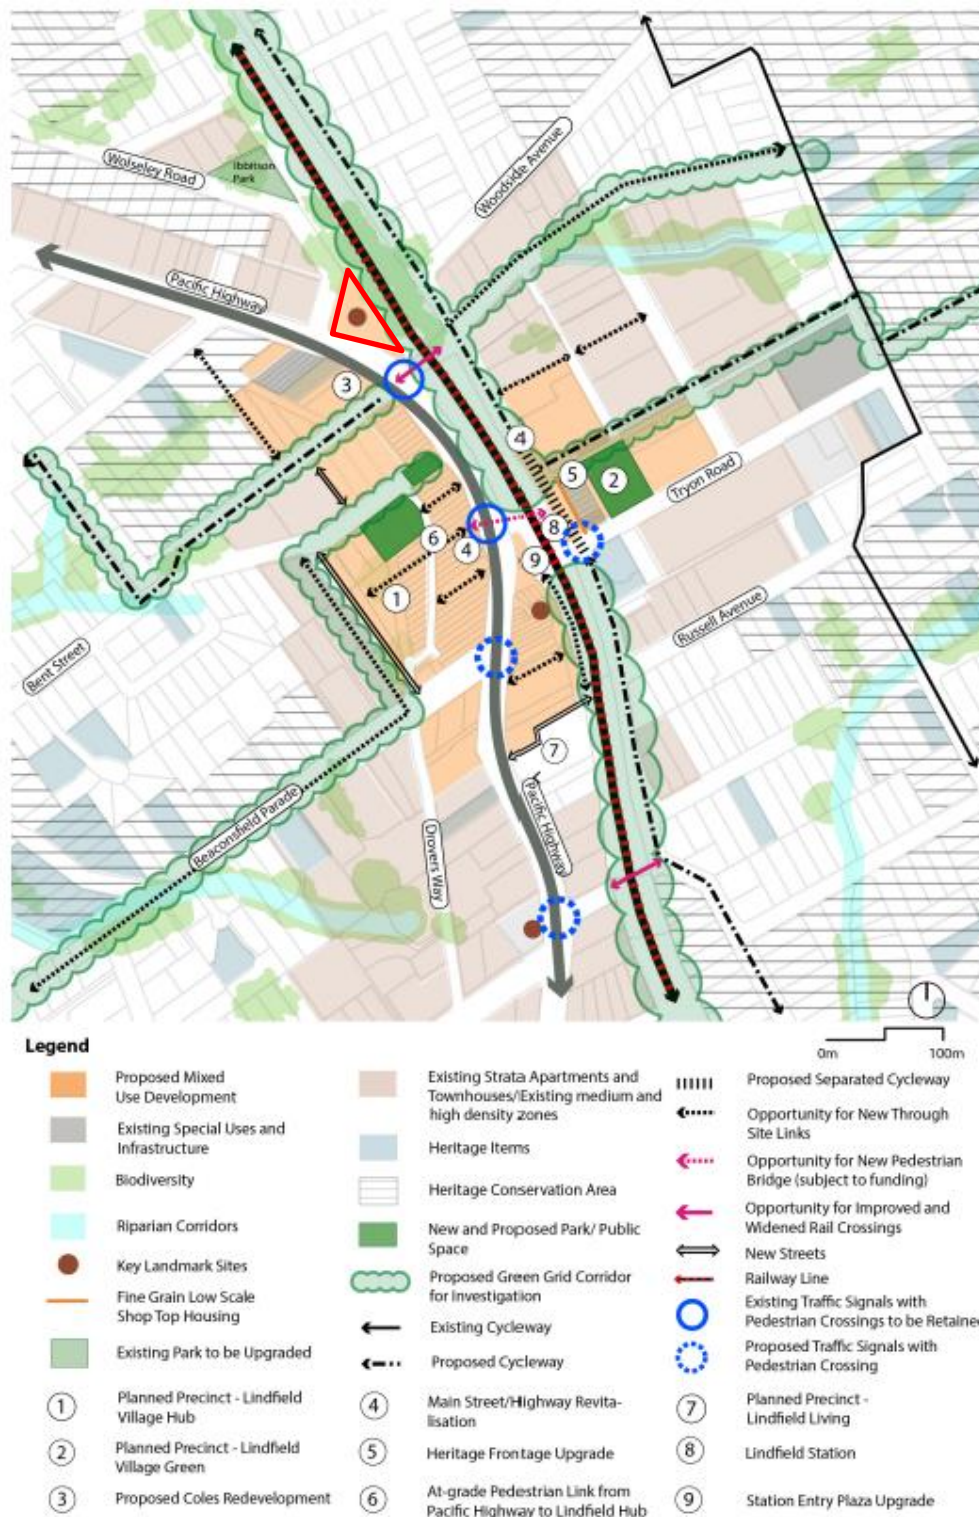 Wolseley Road
Ibbitson
Park
Woodside Avenue
Pacific Highway
3
4
5
2
Tryon Road
8
6
4
9
1
Russell Avenue
Bent Street
7
Pacific Highway
Beaconsfield Parade
Drovers Way
Legend
0m 100m
Proposed Mixed
Use Development
Existing Special Uses and
Infrastructure
Biodiversity
Riparian Corridors
Key Landmark Sites
Fine Grain Low Scale
Shop Top Housing
Existing Park to be Upgraded
Existing Strata Apartments and
Townhouses/Existing medium and
high density zones
Heritage Items
Heritage Conservation Area
New and Proposed Park/ Public
Space
Proposed Green Grid Corridor
for Investigation
Existing Cycleway
Proposed Cycleway
Proposed Separated Cycleway
Opportunity for New Through
Site Links
Opportunity for New Pedestrian
Bridge (subject to funding)
Opportunity for Improved and
Widened Rail Crossings
New Streets
Railway Line
Existing Traffic Signals with
Pedestrian Crossings to be Retained
Proposed Traffic Signals with
Pedestrian Crossing
1 Planned Precinct - Lindfield
Village Hub
2 Planned Precinct - Lindfield
Village Green
3 Proposed Coles Redevelopment
4 Main Street/Highway Revita-
lisation
5 Heritage Frontage Upgrade
6 At-grade Pedestrian Link from
Pacific Highway to Lindfield Hub
7 Planned Precinct -
Lindfield Living
8 Lindfield Station
9 Station Entry Plaza Upgrade